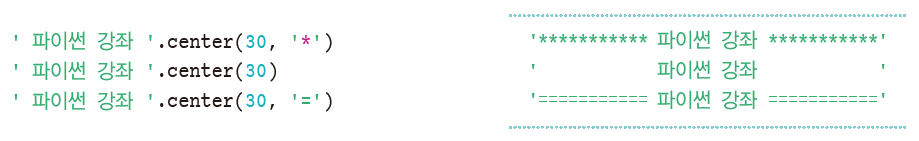 ' 파이썬 강좌 '.center(30, '*')
' 파이썬 강좌 '.center(30)
' 파이썬 강좌 '.center(30, '=')
'*********** 파이썬 강좌 ***********'
'            파이썬 강좌            '
'=========== 파이썬 강좌 ==========='